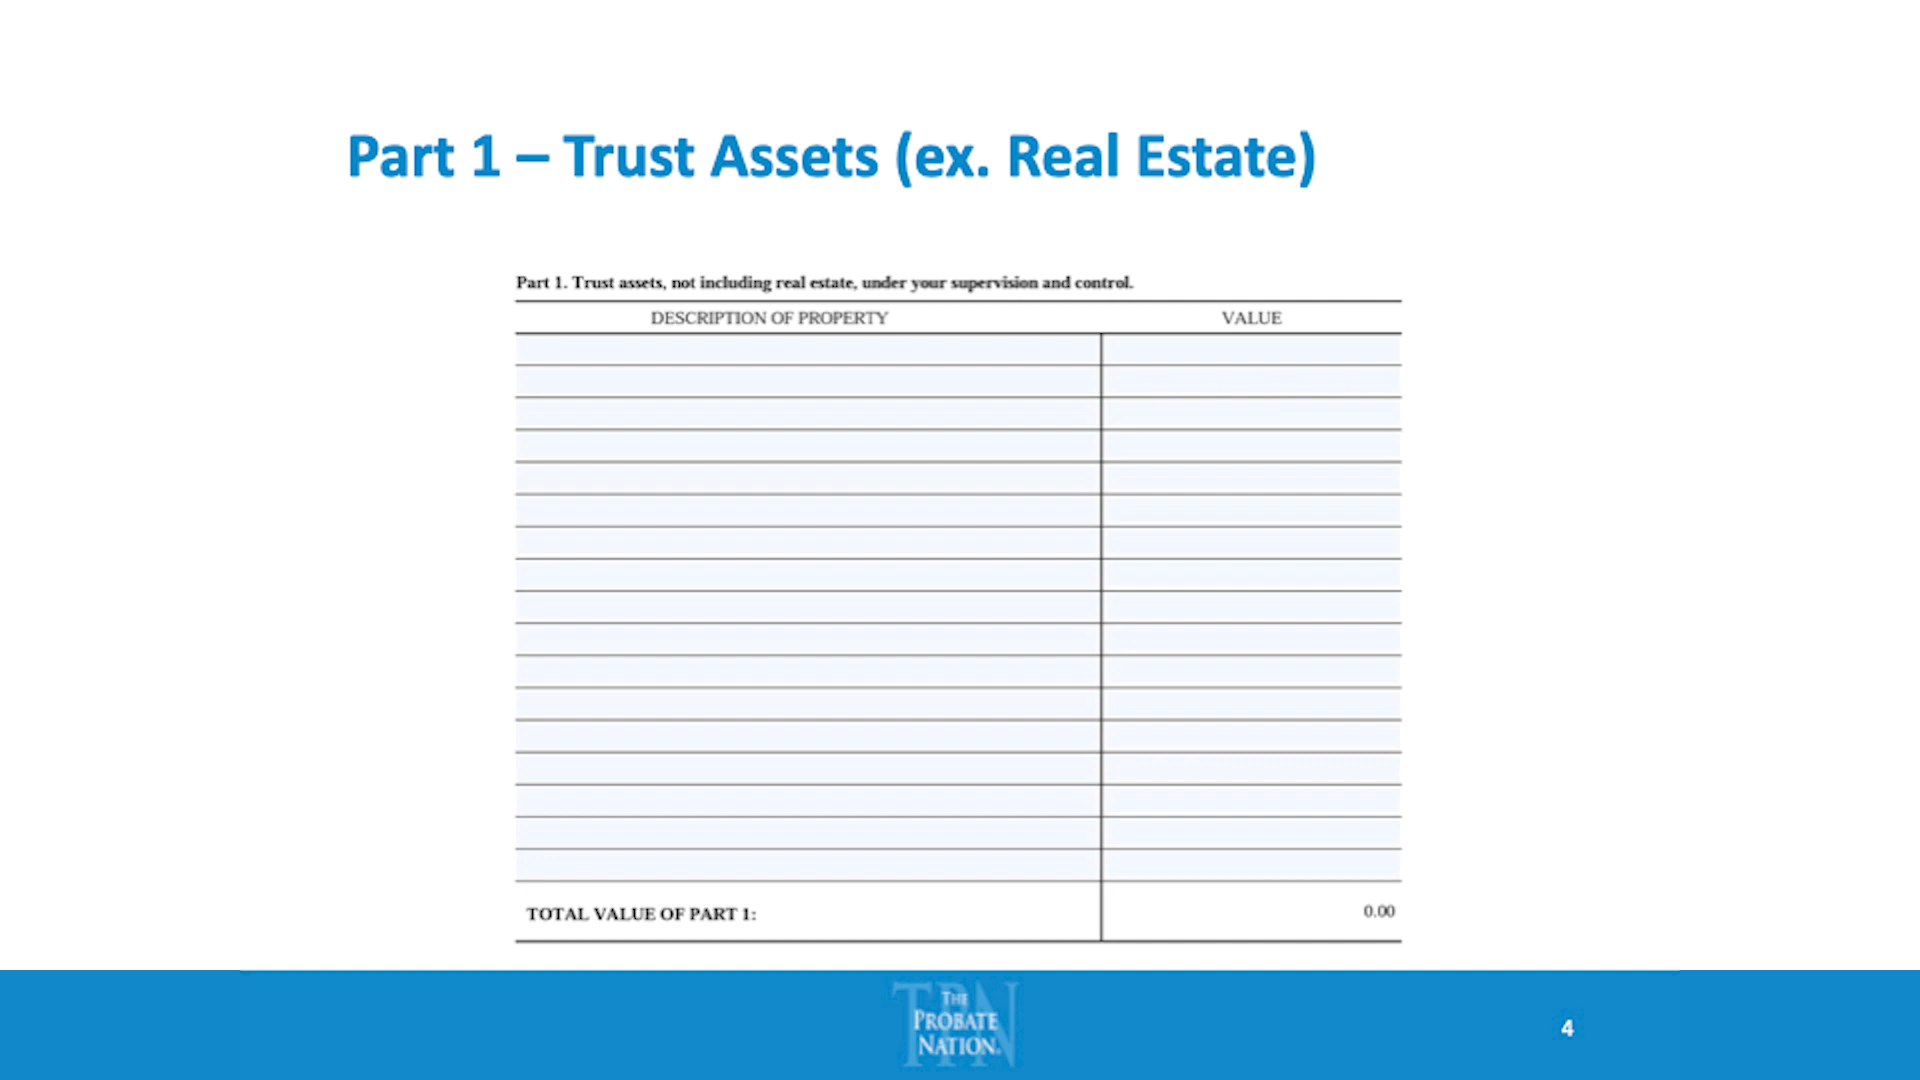 Part 1 – Trust Assets (ex. Real Estate)
Part 1. Trust assets, not including real estate, under your supervision and control.
DESCRIPTION OF PROPERTY VALUE
TOTAL VALUE OF PART 1: 0.00
TPN
THE
PROBATE
NATION®
4